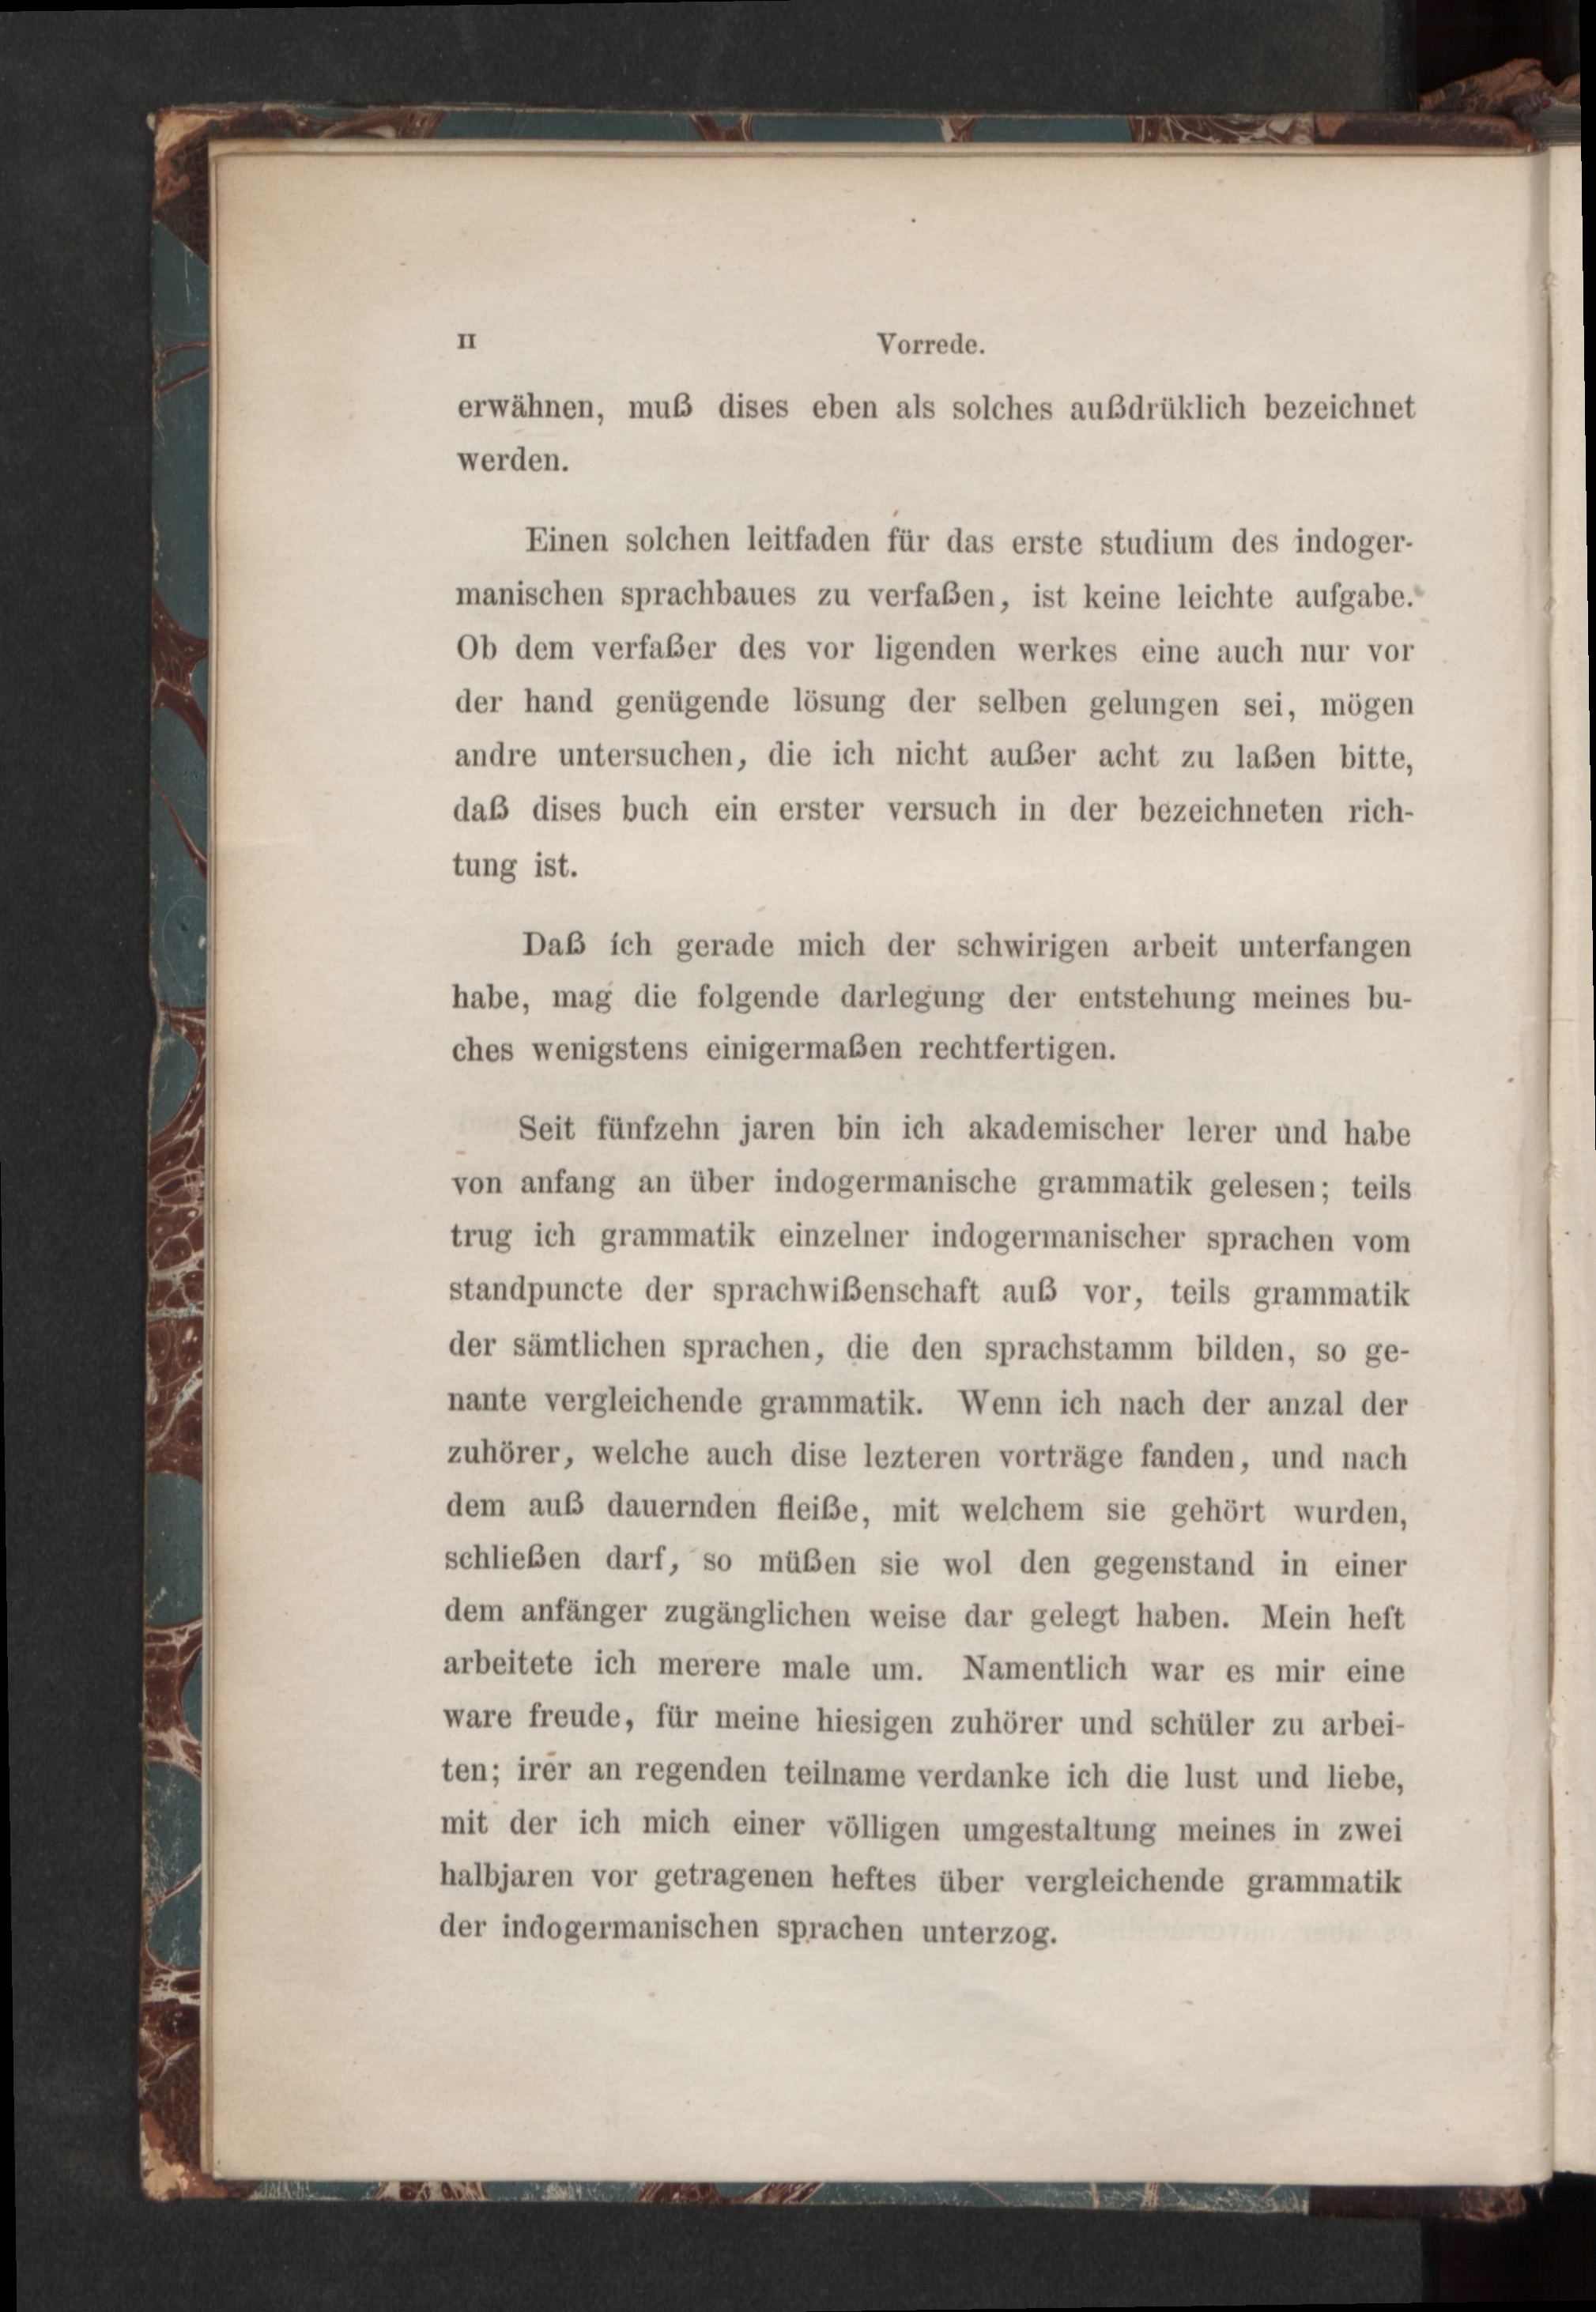 II Vorrede.
erwähnen, muß dises eben als solches außdrüklich bezeichnet
werden.
Einen solchen leitfaden für das erste studium des indoger-
manischen sprachbaues zu verfaßen, ist keine leichte aufgabe.
Ob dem verfaßer des vor ligenden werkes eine auch nur vor
der hand genügende lösung der selben gelungen sei, mögen
andre untersuchen, die ich nicht außer acht zu laßen bitte,
daß dises buch ein erster versuch in der bezeichneten rich-
tung ist.
Daß ích gerade mich der schwirigen arbeit unterfangen
habe, mag die folgende darlegung der entstehung meines bu-
ches wenigstens einigermaßen rechtfertigen.
Seit fünfzehn jaren bin ich akademischer lerer und habe
von anfang an über indogermanische grammatik gelesen; teils
trug ich grammatik einzelner indogermanischer sprachen vom
standpuncte der sprachwißenschaft auß vor, teils grammatik
der sämtlichen sprachen, die den sprachstamm bilden, so ge-
nante vergleichende grammatik. Wenn ich nach der anzal der
zuhörer, welche auch dise lezteren vorträge fanden, und nach
dem auß dauernden fleiße, mit welchem sie gehört wurden,
schließen darf, so müßen sie wol den gegenstand in einer
dem anfänger zugänglichen weise dar gelegt haben. Mein heft
arbeitete ich merere male um. Namentlich war es mir eine
ware freude, für meine hiesigen zuhörer und schüler zu arbei-
ten; irer an regenden teilname verdanke ich die lust und liebe,
mit der ich mich einer völligen umgestaltung meines in zwei
halbjaren vor getragenen heftes über vergleichende grammatik
der indogermanischen sprachen unterzog.